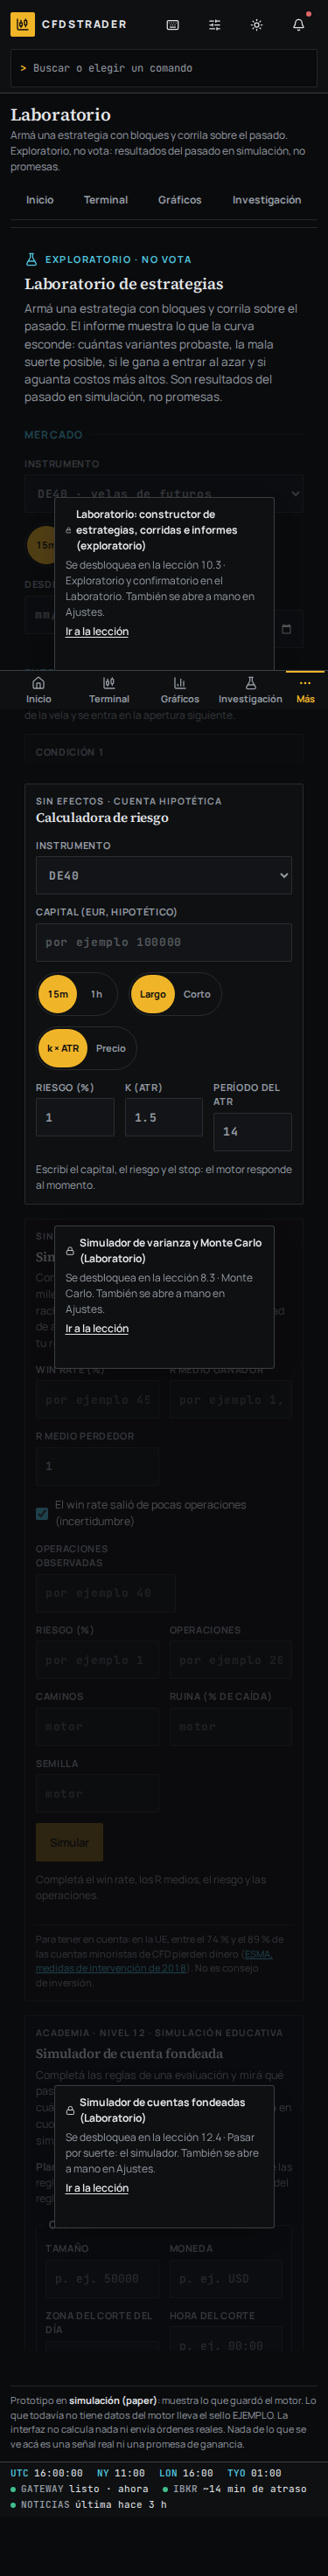 CFDSTRADER
> Buscar o elegir un comando
Laboratorio
Armá una estrategia con bloques y corrila sobre el pasado.
Exploratorio, no vota: resultados del pasado en simulación, no
promesas.
Inicio Terminal Gráficos Investigación
EXPLORATORIO · NO VOTA
Laboratorio de estrategias
Armá una estrategia con bloques y corrila sobre el
pasado. El informe muestra lo que la curva
esconde: cuántas variantes probaste, la mala
suerte posible, si le gana a entrar al azar y si
aguanta costos más altos. Son resultados del
pasado en simulación, no promesas.
MERCADO
INSTRUMENTO
DE40 · velas de futuros
15m
Laboratorio: constructor de
estrategias, corridas e informes
(exploratorio)
Se desbloquea en la lección 10.3 ·
Exploratorio y confirmatorio en el
Laboratorio. También se abre a mano en
Ajustes.
Ir a la lección
Inicio Terminal Gráficos Investigación Más
de la vela y se entra en la apertura siguiente.
CONDICIÓN 1
SIN EFECTOS · CUENTA HIPOTÉTICA
Calculadora de riesgo
INSTRUMENTO
DE40
CAPITAL (EUR, HIPOTÉTICO)
por ejemplo 100000
15m 1h Largo Corto
k × ATR Precio
RIESGO (%) K (ATR) PERÍODO DEL
ATR
1 1.5 14
Escribí el capital, el riesgo y el stop: el motor responde
al momento.
Simulador de varianza y Monte Carlo
(Laboratorio)
Se desbloquea en la lección 8.3 · Monte
Carlo. También se abre a mano en
Ajustes.
Ir a la lección
WIN RATE (%) R MEDIO GANADOR
por ejemplo 45 por ejemplo 1,
R MEDIO PERDEDOR
1
El win rate salió de pocas operaciones
(incertidumbre)
OPERACIONES
OBSERVADAS
por ejemplo 40
RIESGO (%) OPERACIONES
por ejemplo 1 por ejemplo 20
CAMINOS RUINA (% DE CAÍDA)
motor motor
SEMILLA
motor
Simular
Completá el win rate, los R medios, el riesgo y las
operaciones.
Para tener en cuenta: en la UE, entre el 74 % y el 89 % de
las cuentas minoristas de CFD pierden dinero (ESMA,
medidas de intervención de 2018). No es consejo
de inversión.
ACADEMIA · NIVEL 12 · SIMULACIÓN EDUCATIVA
Simulador de cuenta fondeada
Completá las reglas de una evaluación y mirá qué
Simulador de cuentas fondeadas
(Laboratorio)
Se desbloquea en la lección 12.4 · Pasar
por suerte: el simulador. También se abre
a mano en Ajustes.
Ir a la lección
TAMAÑO MONEDA
p. ej. 50000 p. ej. USD
ZONA DEL CORTE DEL
DÍA
HORA DEL CORTE
p. ej. 00:00
Prototipo en simulación (paper): muestra lo que guardó el motor. Lo
que todavía no tiene datos del motor lleva el sello EJEMPLO. La
interfaz no calcula nada ni envía órdenes reales. Nada de lo que se
ve acá es una señal real ni una promesa de ganancia.
UTC 16:00:00 NY 11:00 LON 16:00 TYO 01:00
GATEWAY listo · ahora IBKR ~14 min de atraso
NOTICIAS última hace 3 h